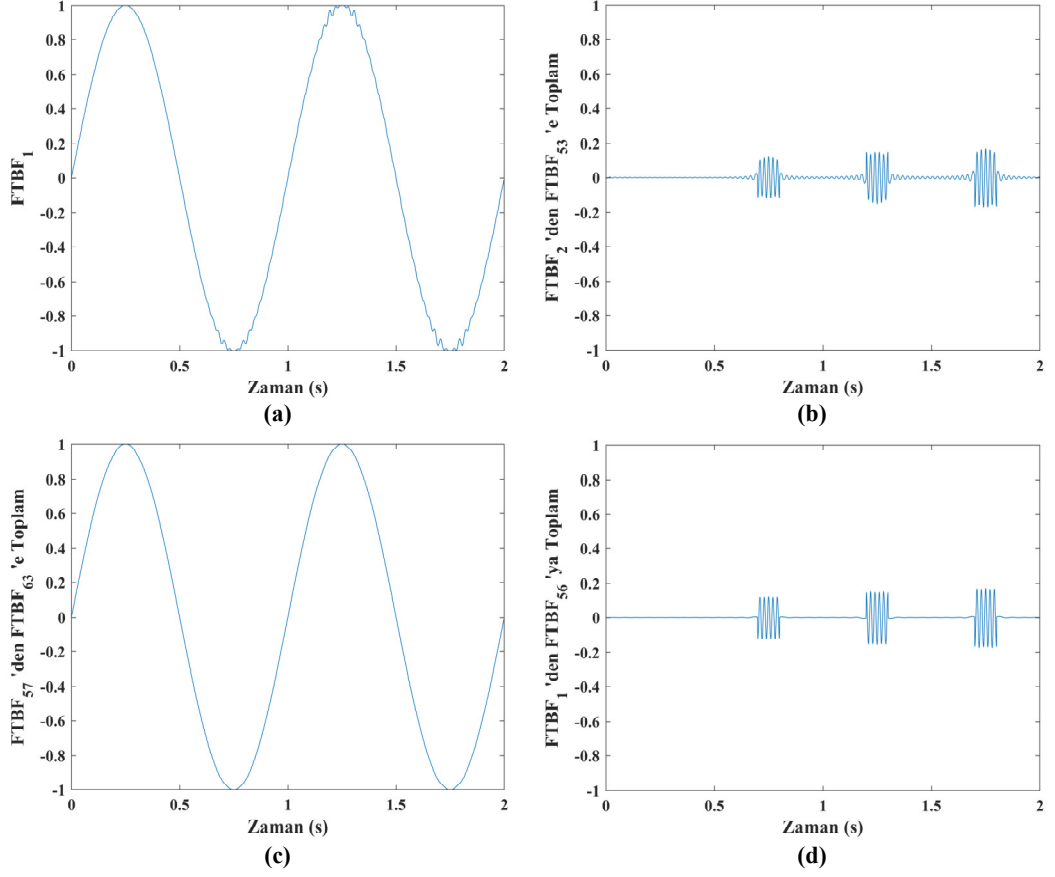 1
0.8
0.6
0.4
0.2
0
-0.2
-0.4
-0.6
-0.8
-1
FTBF₁
0 0.5 1 1.5 2
Zaman (s)
(a)
1
0.8
0.6
0.4
0.2
0
-0.2
-0.4
-0.6
-0.8
-1
FTBF₂ 'den FTBF₅₃ 'e Toplam
0 0.5 1 1.5 2
Zaman (s)
(b)
1
0.8
0.6
0.4
0.2
0
-0.2
-0.4
-0.6
-0.8
-1
FTBF₅₇ 'den FTBF₆₃ 'e Toplam
0 0.5 1 1.5 2
Zaman (s)
(c)
1
0.8
0.6
0.4
0.2
0
-0.2
-0.4
-0.6
-0.8
-1
FTBF₁ 'den FTBF₅₆ 'ya Toplam
0 0.5 1 1.5 2
Zaman (s)
(d)